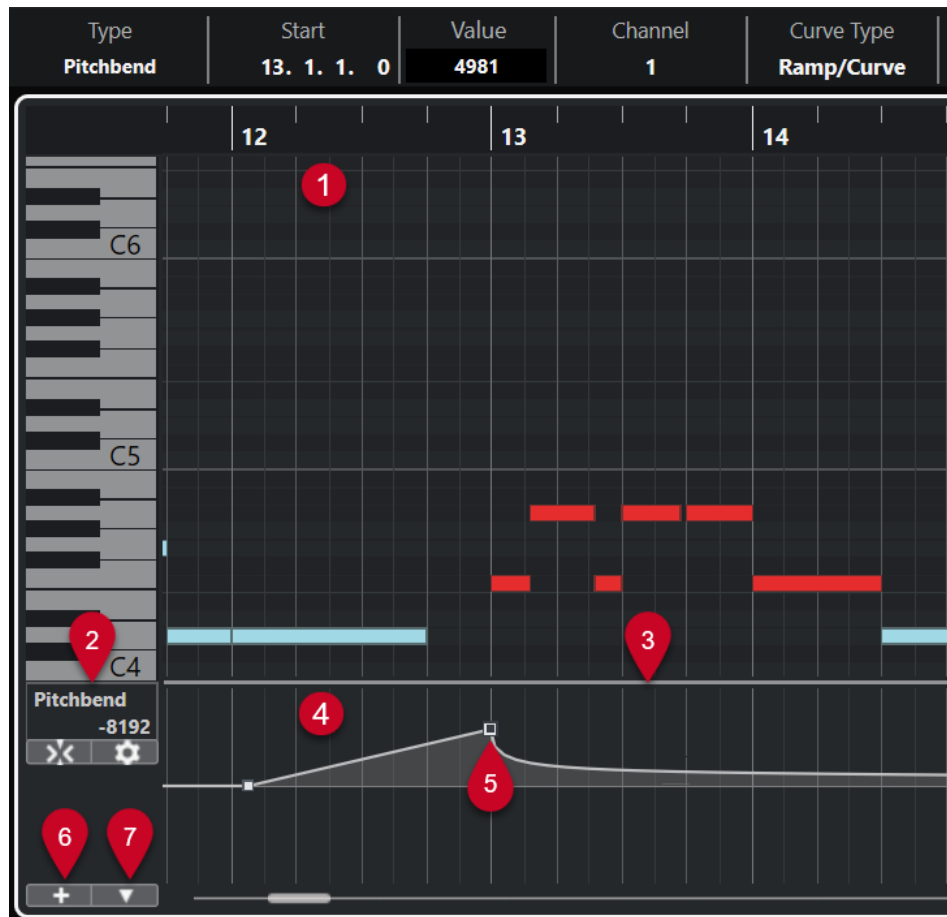 Type Start Value Channel Curve Type
Pitchbend 13. 1. 1. 0 4981 1 Ramp/Curve
12 13 14
1
C6
C5
2 3
C4
Pitchbend
-8192
4
5
6 7